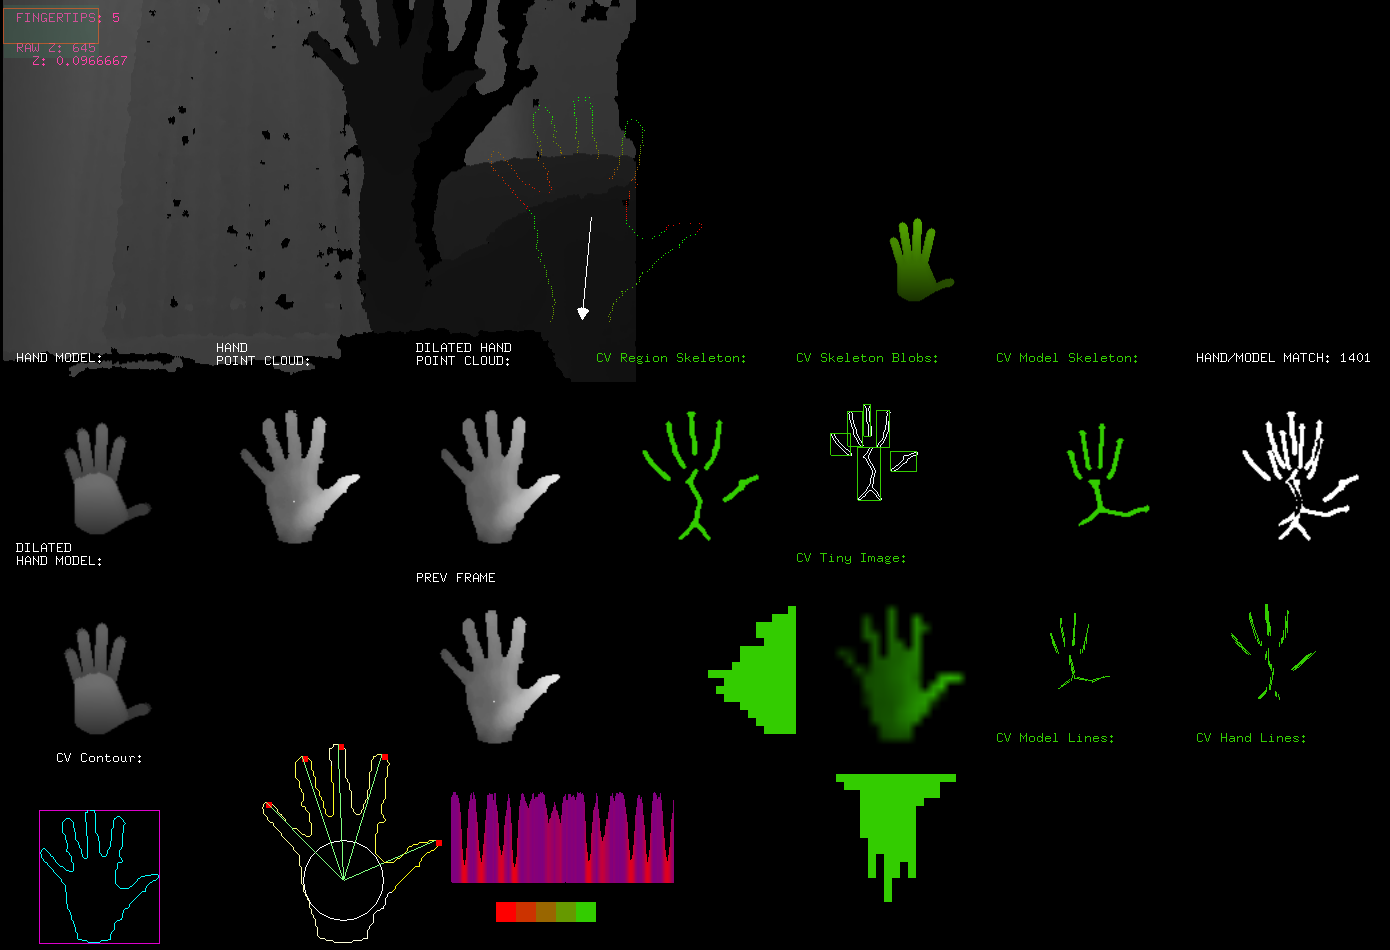 FINGERTIPS: 5
RAW Z: 645
Z: 0.0966667
HAND MODEL:
HAND
POINT CLOUD:
DILATED HAND
POINT CLOUD:
CV Region Skeleton:
CV Skeleton Blobs:
CV Model Skeleton:
HAND/MODEL MATCH: 1401
DILATED
HAND MODEL:
PREV FRAME
CV Tiny Image:
CV Contour:
CV Model Lines:
CV Hand Lines: